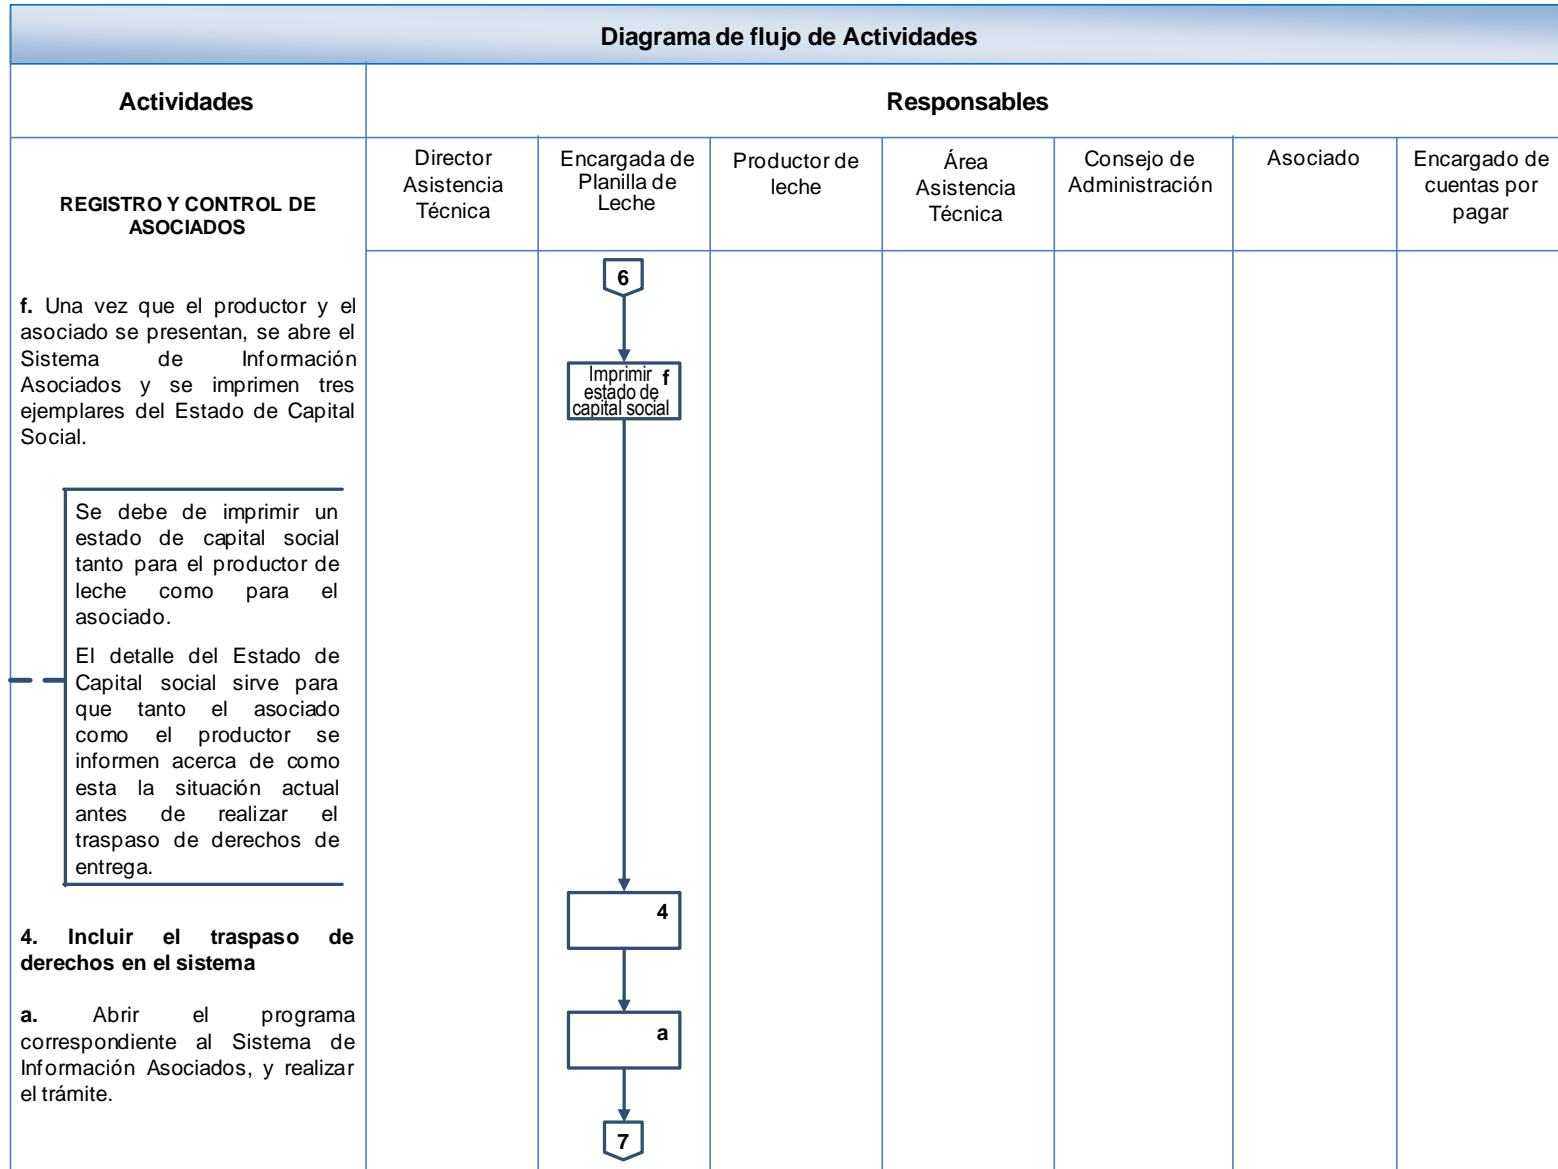 Diagrama de flujo de Actividades
Actividades
Responsables
REGISTRO Y CONTROL DE
ASOCIADOS
Director
Asistencia
Técnica
Encargada de
Planilla de
Leche
Productor de
leche
Área
Asistencia
Técnica
Consejo de
Administración
Asociado
Encargado de
cuentas por
pagar
f. Una vez que el productor y el
asociado se presentan, se abre el
Sistema de Información
Asociados y se imprimen tres
ejemplares del Estado de Capital
Social.
Se debe de imprimir un
estado de capital social
tanto para el productor de
leche como para el
asociado.
El detalle del Estado de
Capital social sirve para
que tanto el asociado
como el productor se
informen acerca de como
esta la situación actual
antes de realizar el
traspaso de derechos de
entrega.
4. Incluir el traspaso de
derechos en el sistema
a. Abrir el programa
correspondiente al Sistema de
Información Asociados, y realizar
el trámite.
6
Imprimir f
estado de
capital social
4
a
7